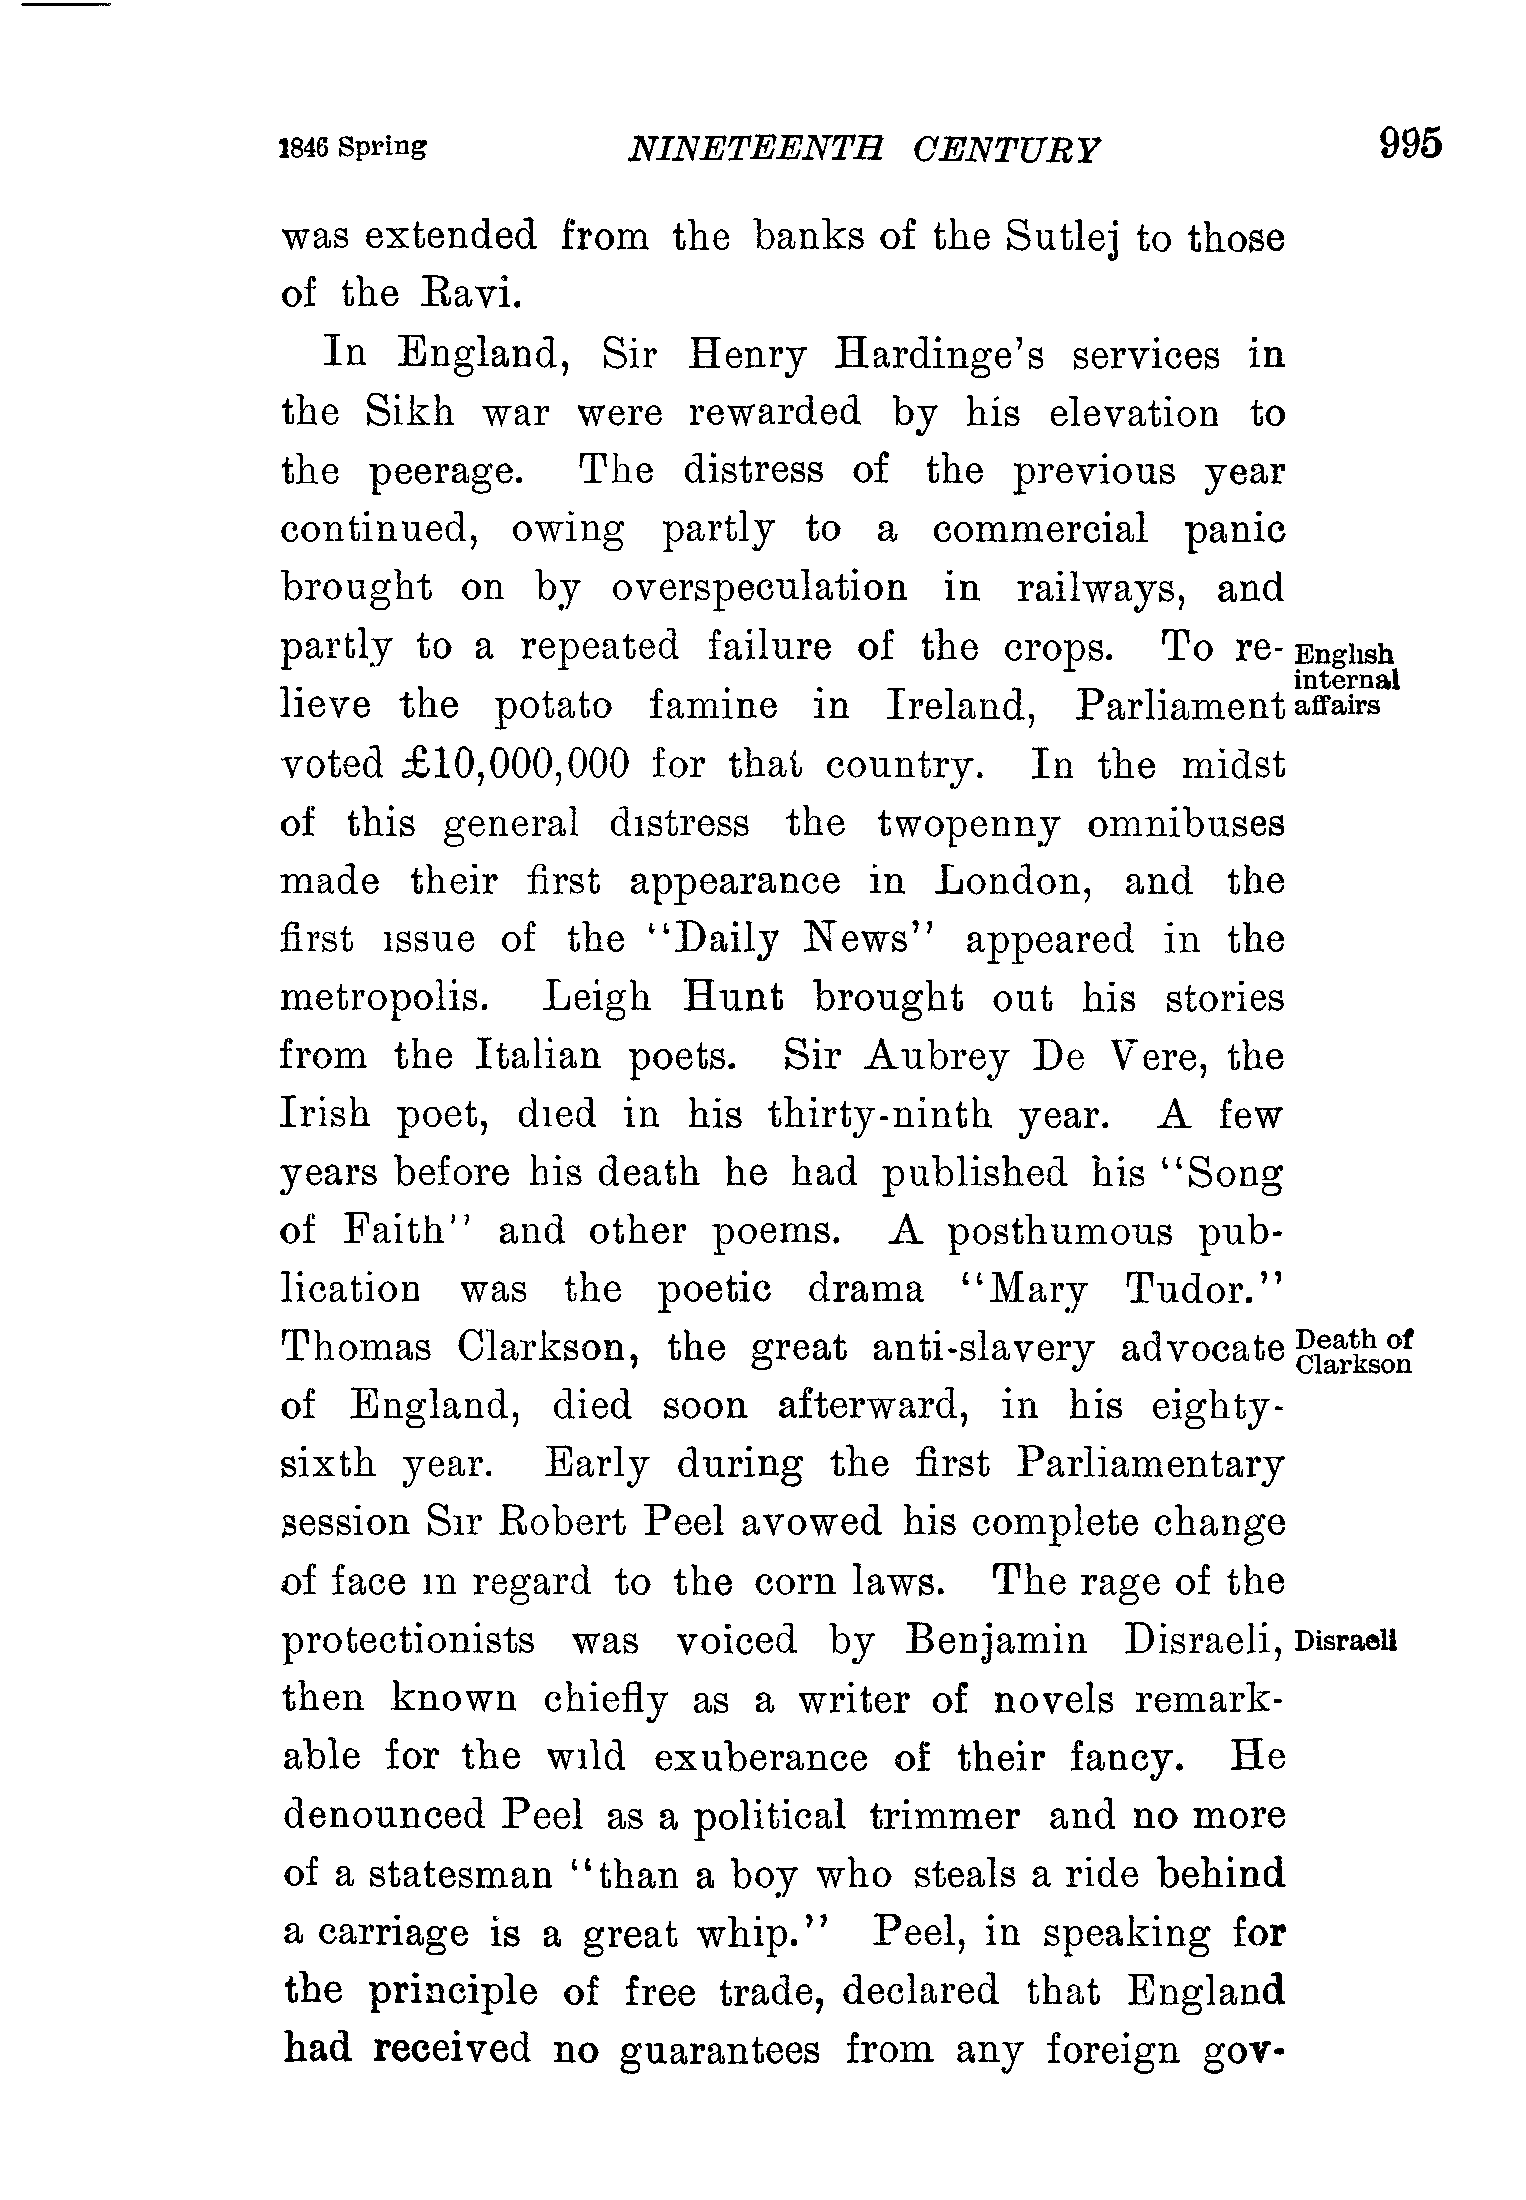 1846 Spring NINETEENTH CENTURY 995
was extended from the banks of the Sutlej to those
of the Ravi.
In England, Sir Henry Hardinge's services in
the Sikh war were rewarded by his elevation to
the peerage. The distress of the previous year
continued, owing partly to a commercial panic
brought on by overspeculation in railways, and
partly to a repeated failure of the crops. To re-
English
internal
affairs
lieve the potato famine in Ireland, Parliament
voted £10,000,000 for that country. In the midst
of this general distress the twopenny omnibuses
made their first appearance in London, and the
first issue of the "Daily News" appeared in the
metropolis. Leigh Hunt brought out his stories
from the Italian poets. Sir Aubrey De Vere, the
Irish poet, died in his thirty-ninth year. A few
years before his death he had published his "Song
of Faith" and other poems. A posthumous pub-
lication was the poetic drama "Mary Tudor."
Thomas Clarkson, the great anti-slavery advocate
Death of
Clarkson
of England, died soon afterward, in his eighty-
sixth year. Early during the first Parliamentary
session Sir Robert Peel avowed his complete change
of face in regard to the corn laws. The rage of the
protectionists was voiced by Benjamin Disraeli,
Disraeli
then known chiefly as a writer of novels remark-
able for the wild exuberance of their fancy. He
denounced Peel as a political trimmer and no more
of a statesman "than a boy who steals a ride behind
a carriage is a great whip." Peel, in speaking for
the principle of free trade, declared that England
had received no guarantees from any foreign gov-